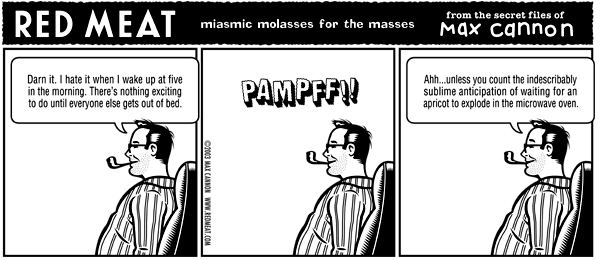 RED MEAT
miasmic molasses for the masses
from the secret files of
Max cannon
Darn it. I hate it when I wake up at five
in the morning. There's nothing exciting
to do until everyone else gets out of bed.
PAMPFF!!
©2003 MAX CANNON WWW.REDMEAT.COM
Ahh...unless you count the indescribably
sublime anticipation of waiting for an
apricot to explode in the microwave oven.